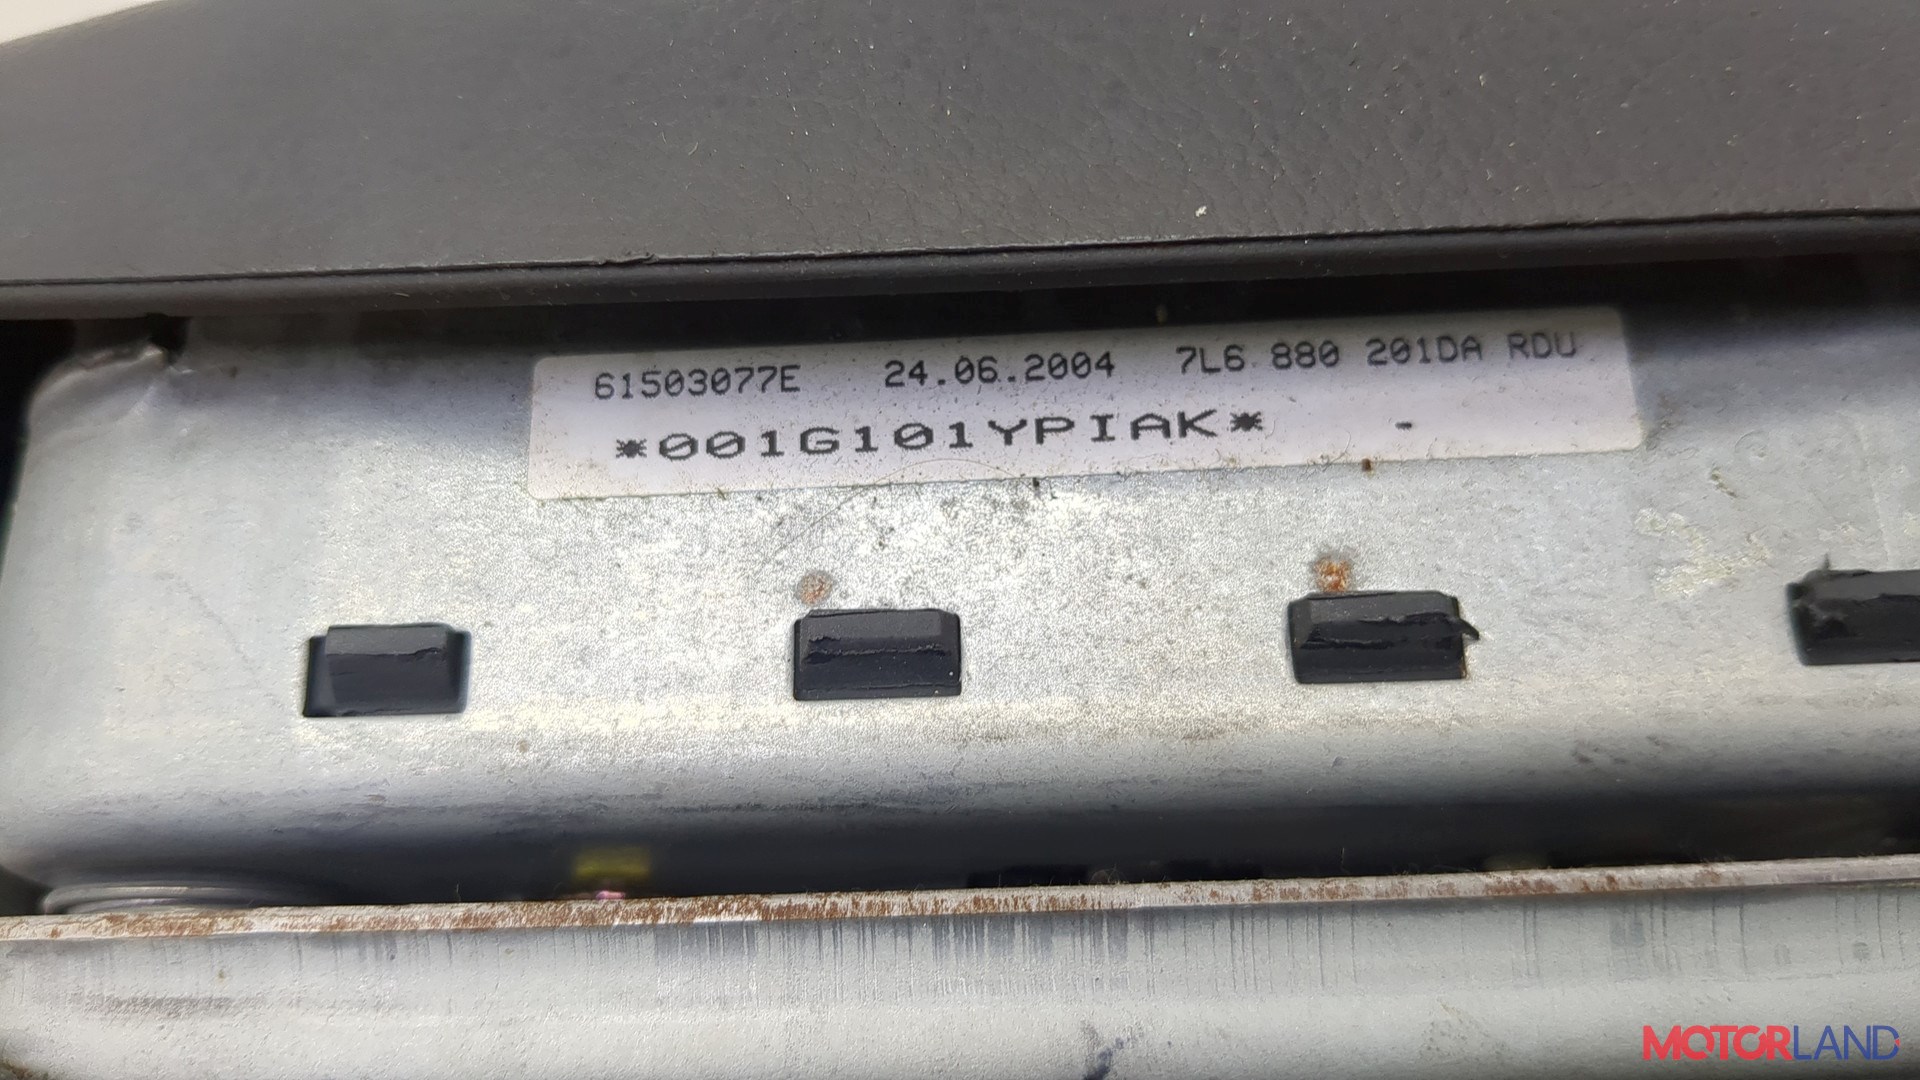 61503077E 24.06.2004 7L6 880 201DA RDU
*001G101YPIAK* -
MOTORLAND